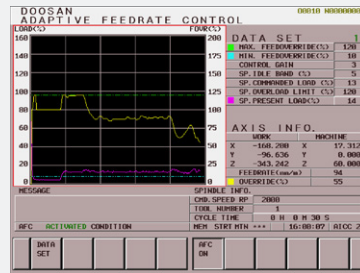 DOOSAN
ADAPTIVE FEEDRATE CONTROL
LOAD(%)
FOVR(%)
160 200
140 175
120 150
100 125
80 100
60 75
40 50
20 25
0 0
DATA SET 1
MAX. FEEDOVERRIDE(%) 120
MIN. FEEDOVERRIDE(%) 10
CONTROL GAIN 3
SP.IDLE BAND (%) 5
SP.COMMANDED LOAD (%) 13
SP.OVERLOAD LIMIT (%) 120
SP.PRESENT LOAD(%) 14
AXIS INFO.
WORK MACHINE
X -168.200 X 17.312
Y -96.636 Y 0.000
Z -343.242 Z 60.000
FEEDRATE(mm/m) 94
OVERRIDE(%) 55
MESSAGE
SPINDLE INFO.
CMD.SPEED RP 2000
TOOL NUMBER 1
CYCLE TIME 0 H 0 M 30 S
AFC ACTIVATED CONDITION
MEM STRT MTN *** 16:08:07 AICC 2
DATA SET
AFC ON